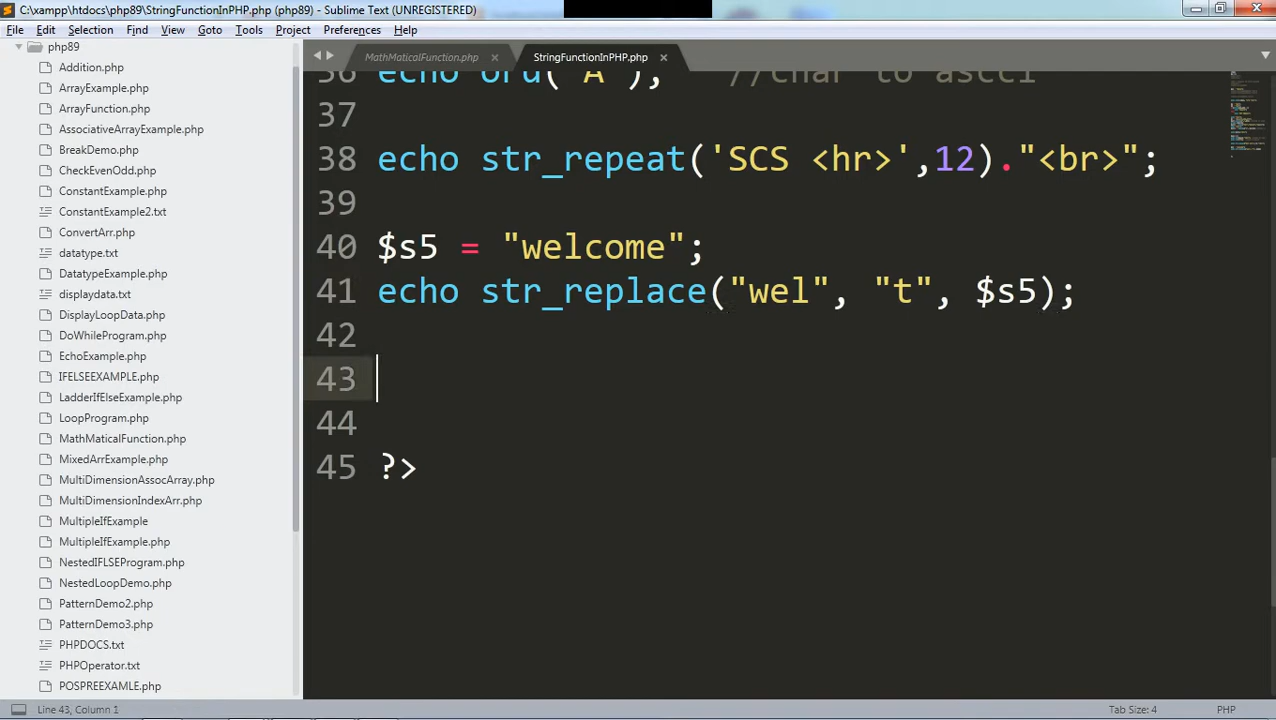 C:\xampp\htdocs\php89\StringFunctionInPHP.php (php89) - Sublime Text (UNREGISTERED)
File Edit Selection Find View Goto Tools Project Preferences Help
php89
Addition.php
ArrayExample.php
ArrayFunction.php
AssociativeArrayExample.php
BreakDemo.php
CheckEvenOdd.php
ConstantExample.php
ConstantExample2.txt
ConvertArr.php
datatype.txt
DatatypeExample.php
displaydata.txt
DisplayLoopData.php
DoWhileProgram.php
EchoExample.php
IFELSEEXAMPLE.php
LadderIfElseExample.php
LoopProgram.php
MathMaticalFunction.php
MixedArrExample.php
MultiDimensionAssocArray.php
MultiDimensionIndexArr.php
MultipleIfExample
MultipleIfExample.php
NestedIFLSEProgram.php
NestedLoopDemo.php
PatternDemo2.php
PatternDemo3.php
PHPDOCS.txt
PHPOperator.txt
POSPREEXAMLE.php
MathMaticalFunction.php StringFunctionInPHP.php
36 echo ord('A'); //char to ascci
37
38 echo str_repeat('SCS <hr>',12)."<br>";
39
40 $s5 = "welcome";
41 echo str_replace("wel", "t", $s5);
42
43
44
45 ?>
Line 43, Column 1 Tab Size: 4 PHP